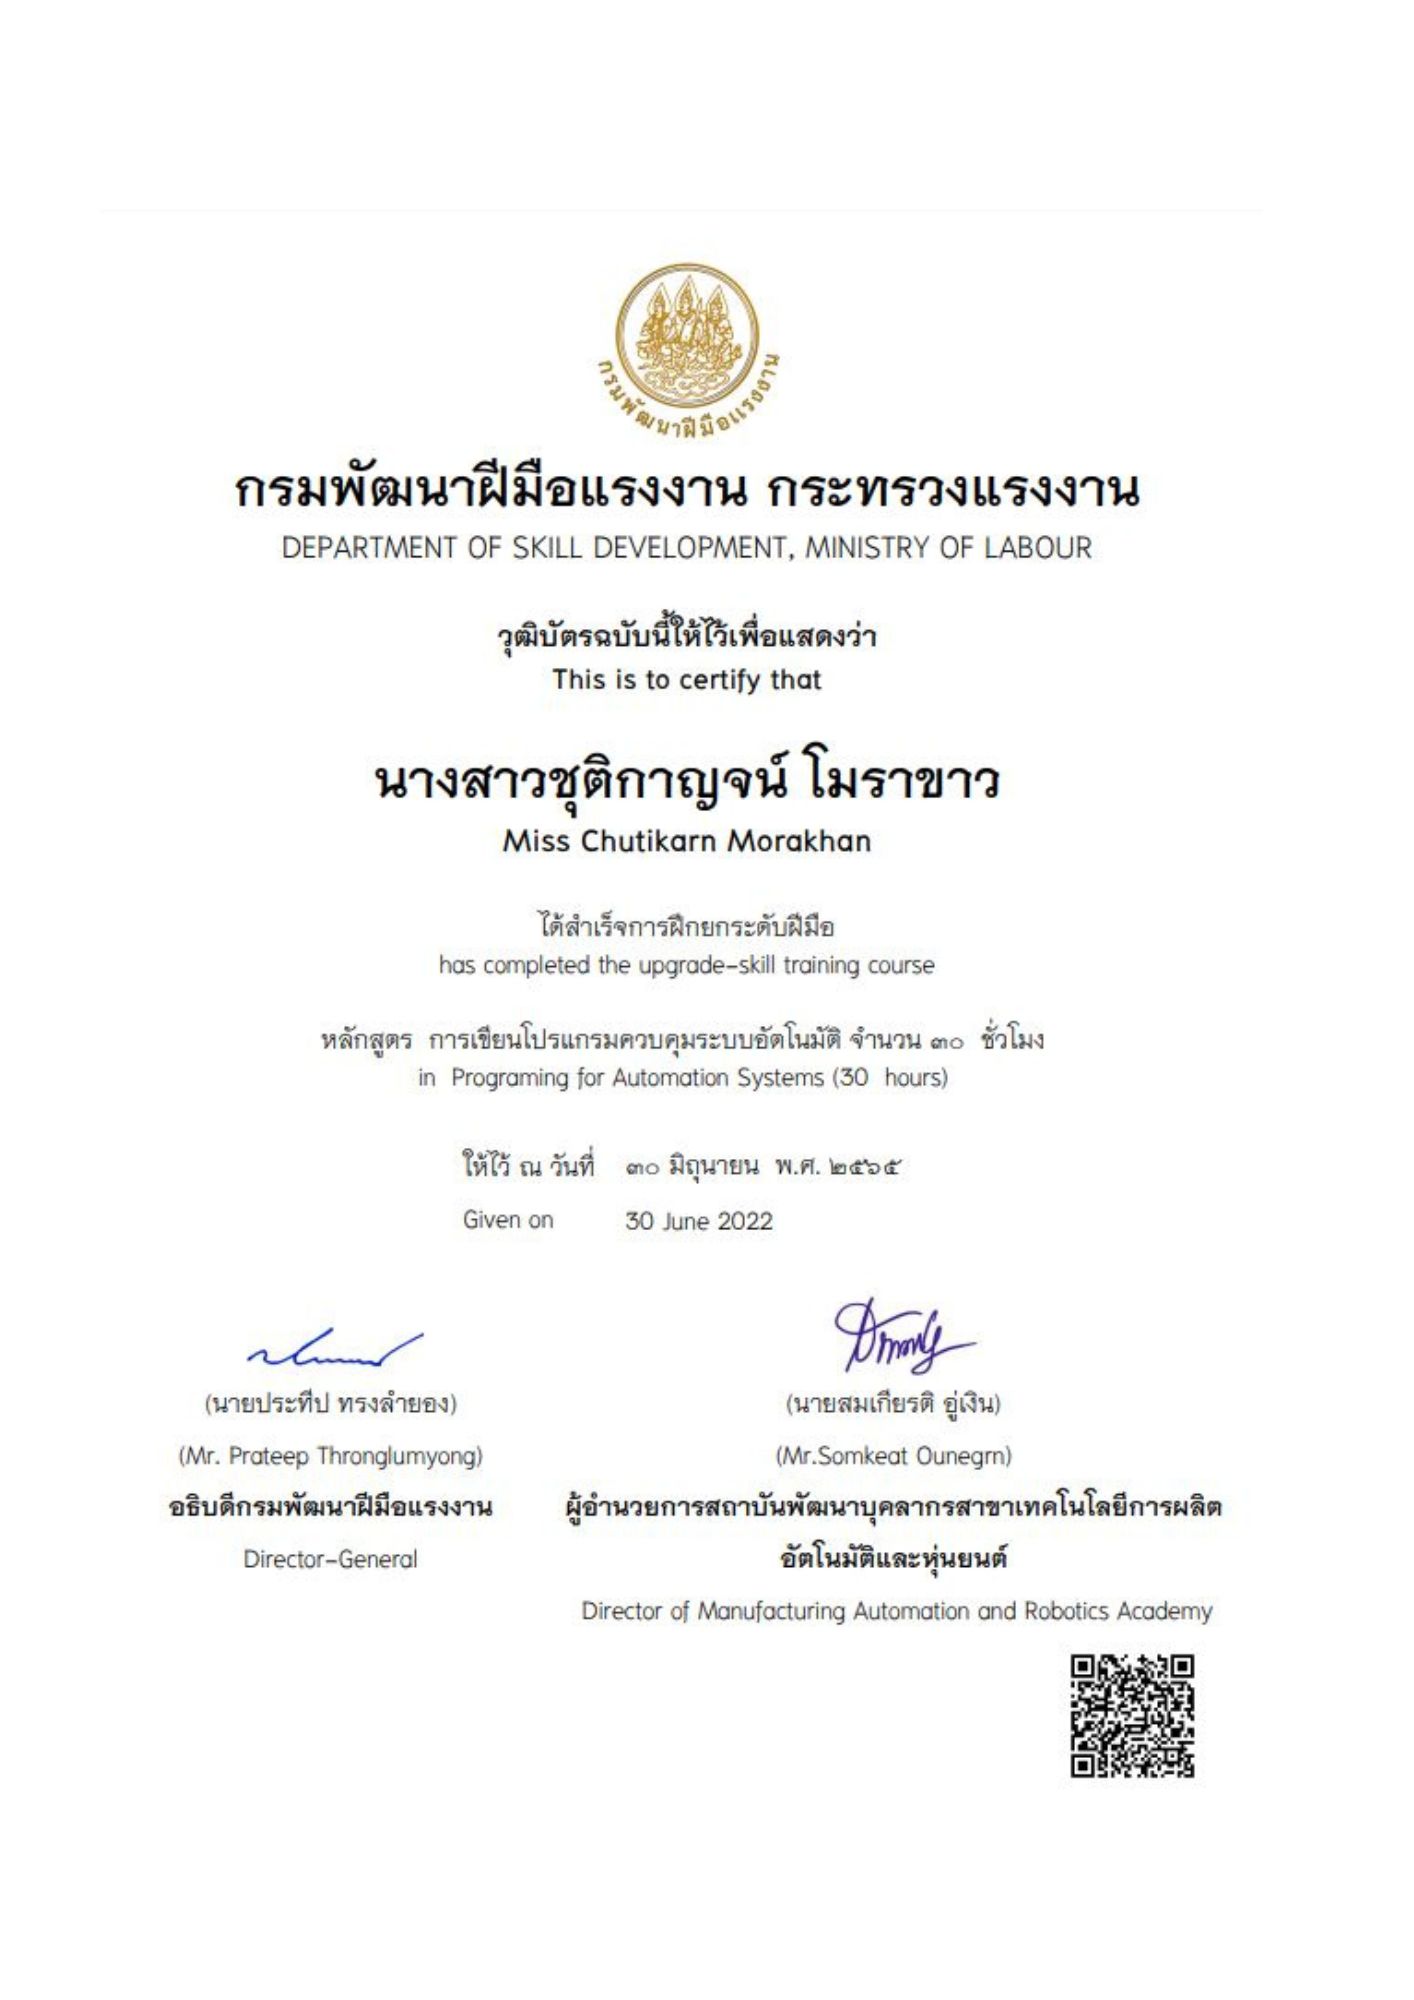 กรมพัฒนาฝีมือแรงงาน
กรมพัฒนาฝีมือแรงงาน กระทรวงแรงงาน
DEPARTMENT OF SKILL DEVELOPMENT, MINISTRY OF LABOUR
วุฒิบัตรฉบับนี้ให้ไว้เพื่อแสดงว่า
This is to certify that
นางสาวชุติกาญจน์ โมราขาว
Miss Chutikarn Morakhan
ได้สำเร็จการฝึกยกระดับฝีมือ
has completed the upgrade-skill training course
หลักสูตร การเขียนโปรแกรมควบคุมระบบอัตโนมัติ จำนวน ๓๐ ชั่วโมง
in Programing for Automation Systems (30 hours)
ให้ไว้ ณ วันที่ ๓๐ มิถุนายน พ.ศ. ๒๕๖๕
Given on 30 June 2022
(นายประทีป ทรงลำยอง) (นายสมเกียรติ อู่เงิน)
(Mr. Prateep Thronglumyong) (Mr.Somkeat Ounegrn)
อธิบดีกรมพัฒนาฝีมือแรงงาน ผู้อำนวยการสถาบันพัฒนาบุคลากรสาขาเทคโนโลยีการผลิต
อัตโนมัติและหุ่นยนต์
Director-General
Director of Manufacturing Automation and Robotics Academy